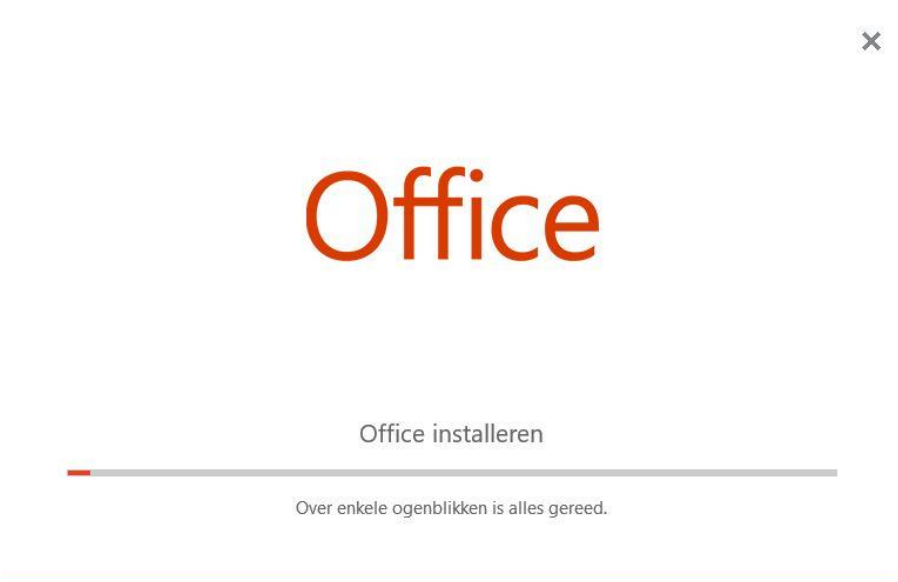 Office
Office installeren
Over enkele ogenblikken is alles gereed.